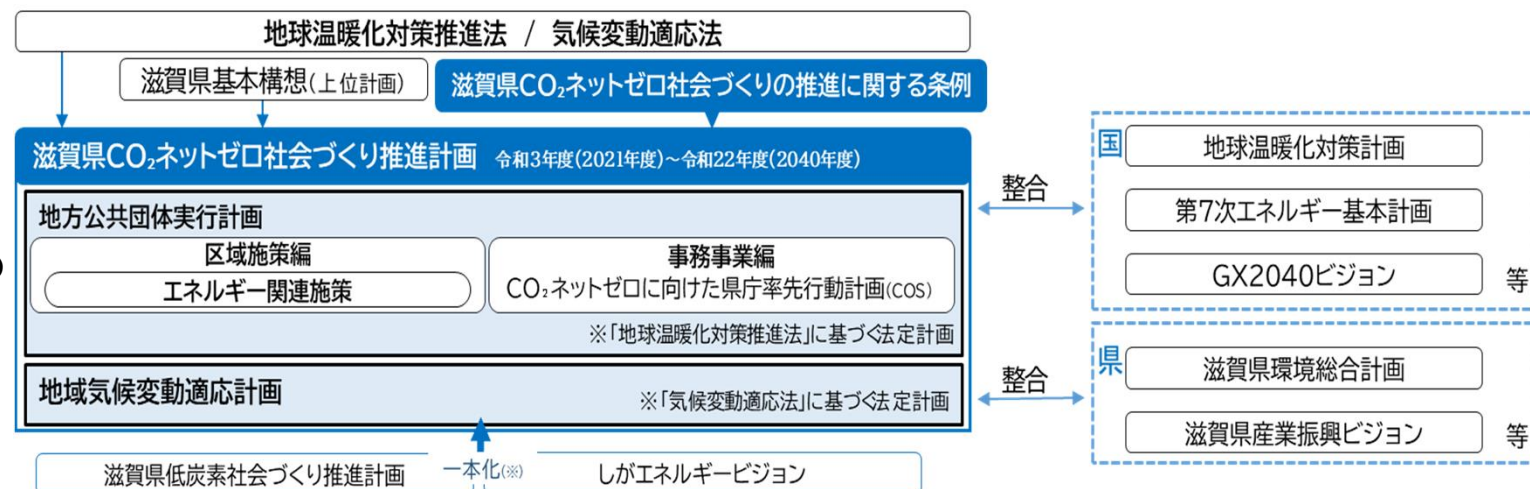 地球温暖化対策推進法 / 気候変動適応法
滋賀県基本構想(上位計画)
滋賀県CO₂ネットゼロ社会づくりの推進に関する条例
滋賀県CO₂ネットゼロ社会づくり推進計画 令和3年度(2021年度)~令和22年度(2040年度)
地方公共団体実行計画
区域施策編
エネルギー関連施策
事務事業編
CO₂ネットゼロに向けた県庁率先行動計画(COS)
※「地球温暖化対策推進法」に基づく法定計画
地域気候変動適応計画
※「気候変動適応法」に基づく法定計画
滋賀県低炭素社会づくり推進計画
一本化(※)
しがエネルギービジョン
整合
国
地球温暖化対策計画
第7次エネルギー基本計画
GX2040ビジョン
等
整合
県
滋賀県環境総合計画
滋賀県産業振興ビジョン
等